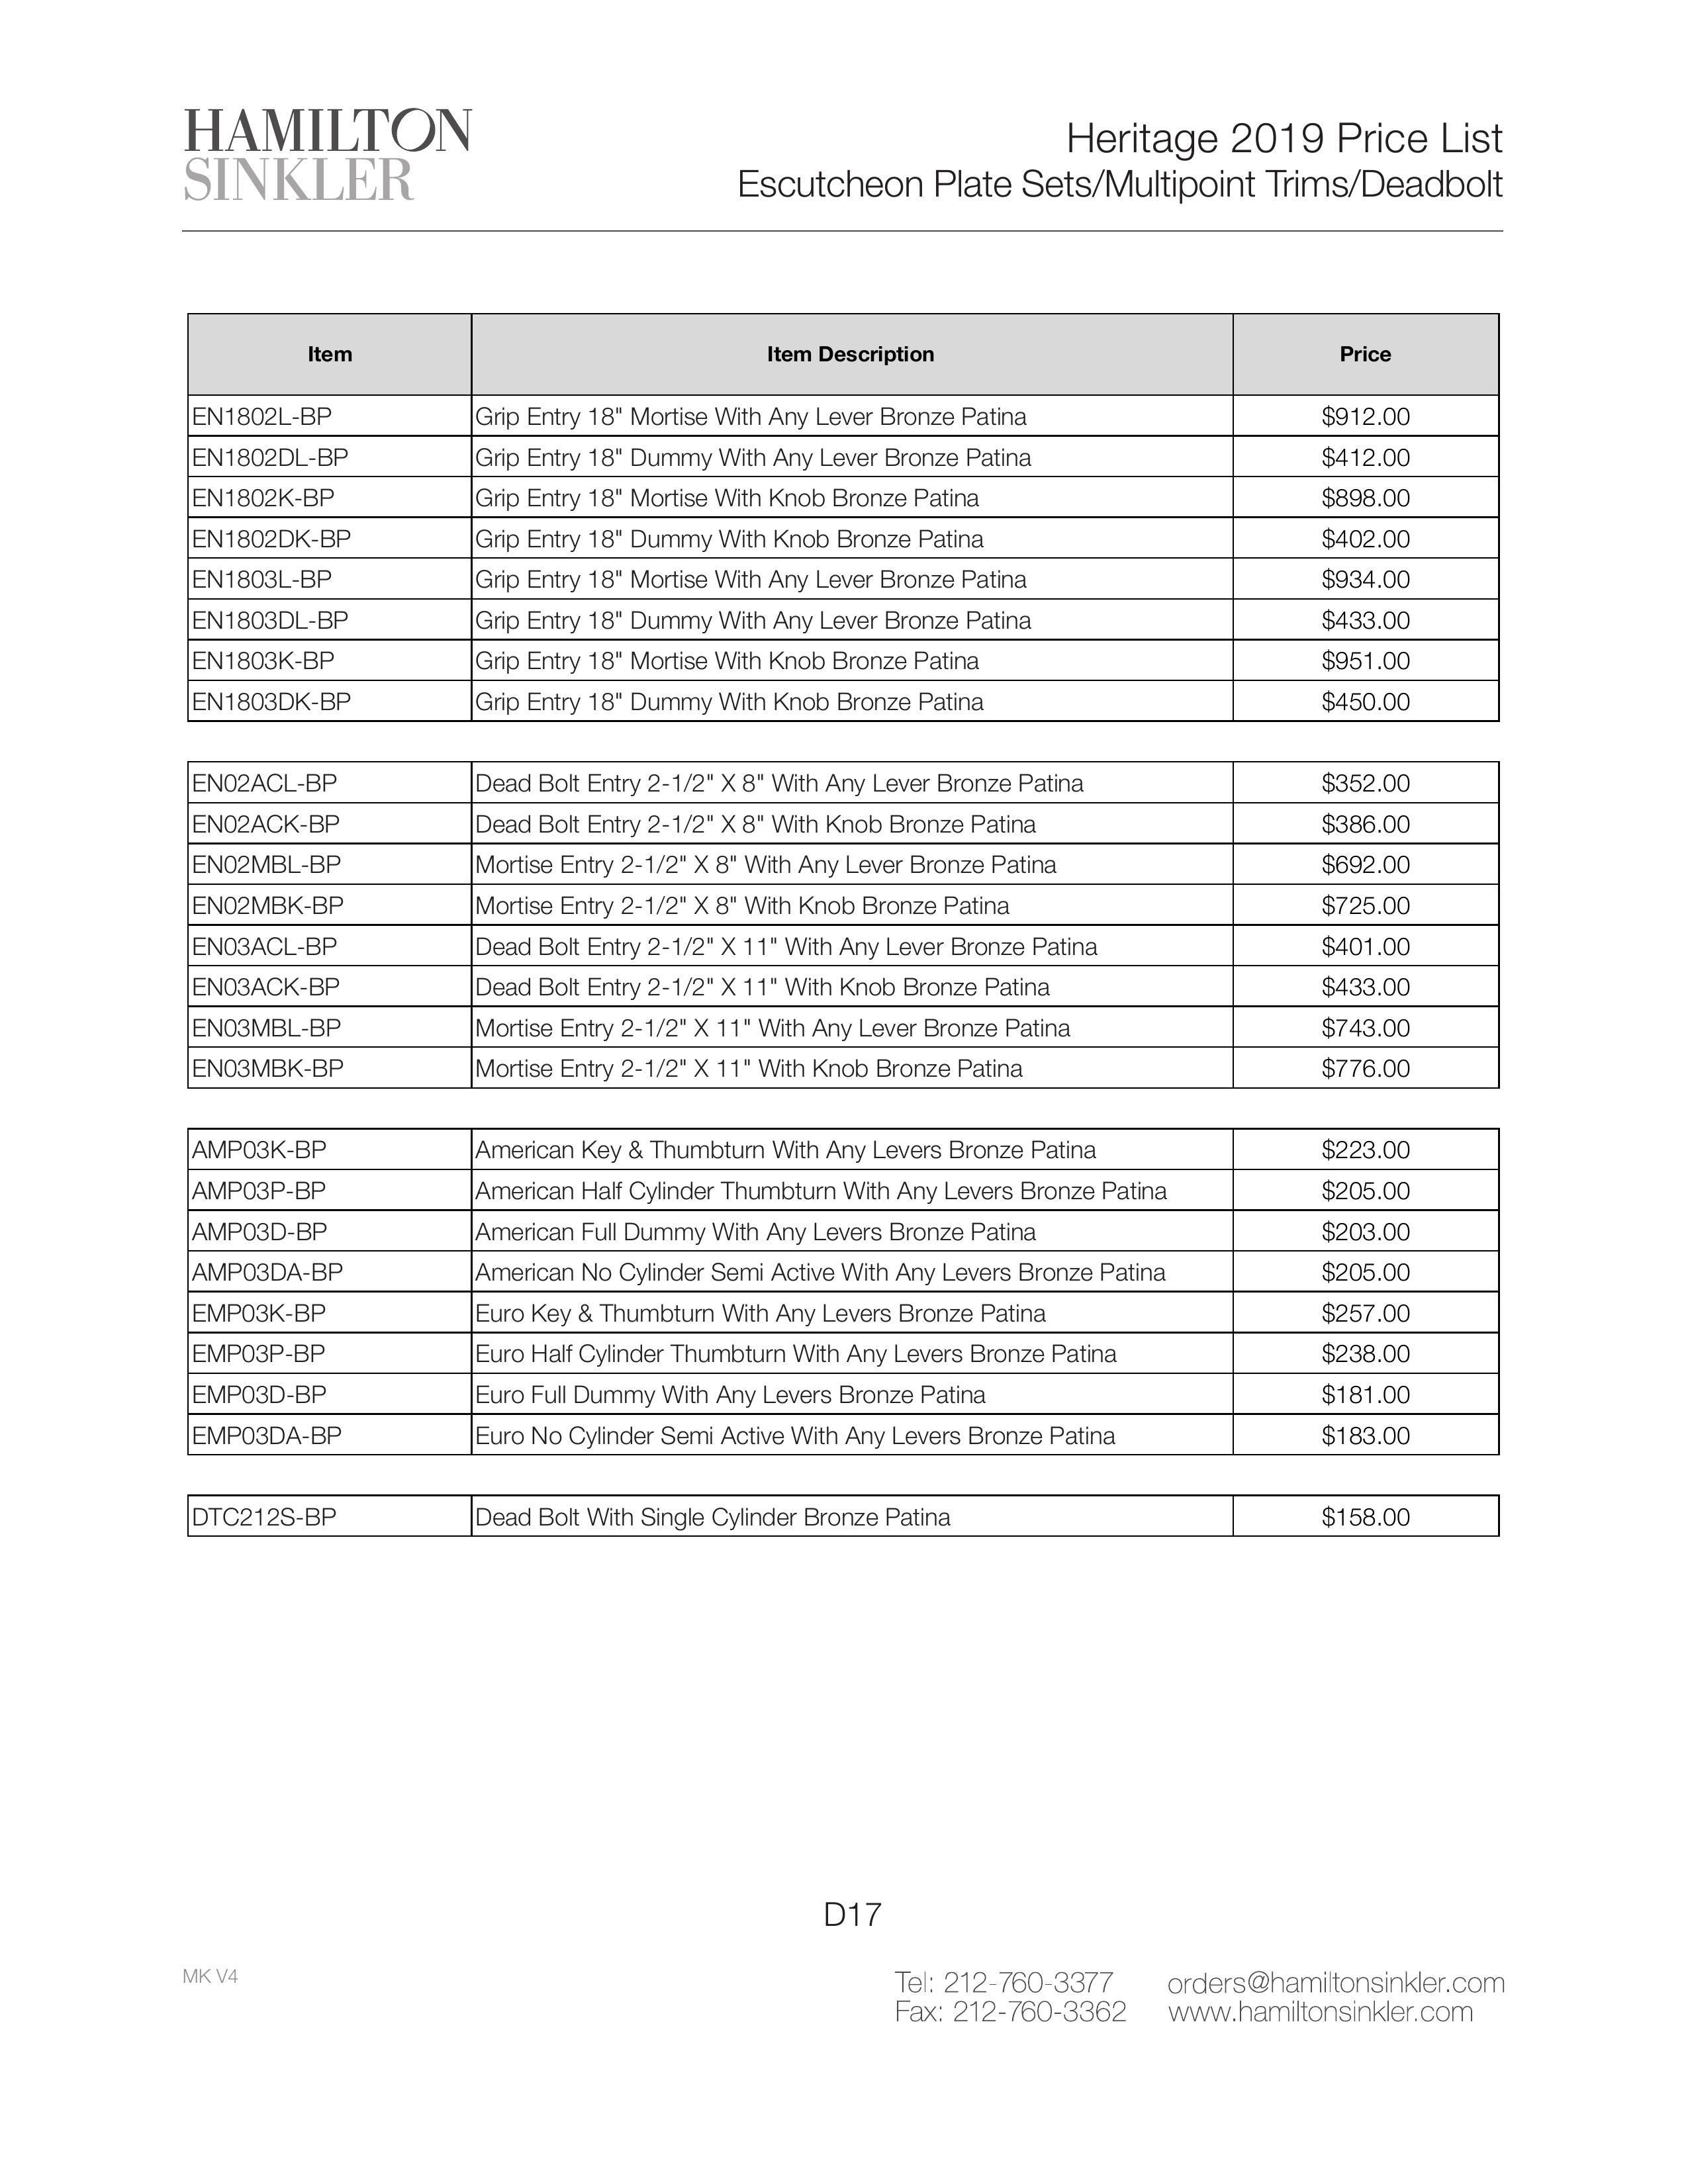 HAMILTON
SINKLER
Heritage 2019 Price List
Escutcheon Plate Sets/Multipoint Trims/Deadbolt
Item Item Description Price
EN1802L-BP Grip Entry 18" Mortise With Any Lever Bronze Patina $912.00
EN1802DL-BP Grip Entry 18" Dummy With Any Lever Bronze Patina $412.00
EN1802K-BP Grip Entry 18" Mortise With Knob Bronze Patina $898.00
EN1802DK-BP Grip Entry 18" Dummy With Knob Bronze Patina $402.00
EN1803L-BP Grip Entry 18" Mortise With Any Lever Bronze Patina $934.00
EN1803DL-BP Grip Entry 18" Dummy With Any Lever Bronze Patina $433.00
EN1803K-BP Grip Entry 18" Mortise With Knob Bronze Patina $951.00
EN1803DK-BP Grip Entry 18" Dummy With Knob Bronze Patina $450.00
EN02ACL-BP Dead Bolt Entry 2-1/2" X 8" With Any Lever Bronze Patina $352.00
EN02ACK-BP Dead Bolt Entry 2-1/2" X 8" With Knob Bronze Patina $386.00
EN02MBL-BP Mortise Entry 2-1/2" X 8" With Any Lever Bronze Patina $692.00
EN02MBK-BP Mortise Entry 2-1/2" X 8" With Knob Bronze Patina $725.00
EN03ACL-BP Dead Bolt Entry 2-1/2" X 11" With Any Lever Bronze Patina $401.00
EN03ACK-BP Dead Bolt Entry 2-1/2" X 11" With Knob Bronze Patina $433.00
EN03MBL-BP Mortise Entry 2-1/2" X 11" With Any Lever Bronze Patina $743.00
EN03MBK-BP Mortise Entry 2-1/2" X 11" With Knob Bronze Patina $776.00
AMP03K-BP American Key & Thumbturn With Any Levers Bronze Patina $223.00
AMP03P-BP American Half Cylinder Thumbturn With Any Levers Bronze Patina $205.00
AMP03D-BP American Full Dummy With Any Levers Bronze Patina $203.00
AMP03DA-BP American No Cylinder Semi Active With Any Levers Bronze Patina $205.00
EMP03K-BP Euro Key & Thumbturn With Any Levers Bronze Patina $257.00
EMP03P-BP Euro Half Cylinder Thumbturn With Any Levers Bronze Patina $238.00
EMP03D-BP Euro Full Dummy With Any Levers Bronze Patina $181.00
EMP03DA-BP Euro No Cylinder Semi Active With Any Levers Bronze Patina $183.00
DTC212S-BP Dead Bolt With Single Cylinder Bronze Patina $158.00
D17
MK V4
Tel: 212-760-3377 orders@hamiltonsinkler.com
Fax: 212-760-3362 www.hamiltonsinkler.com